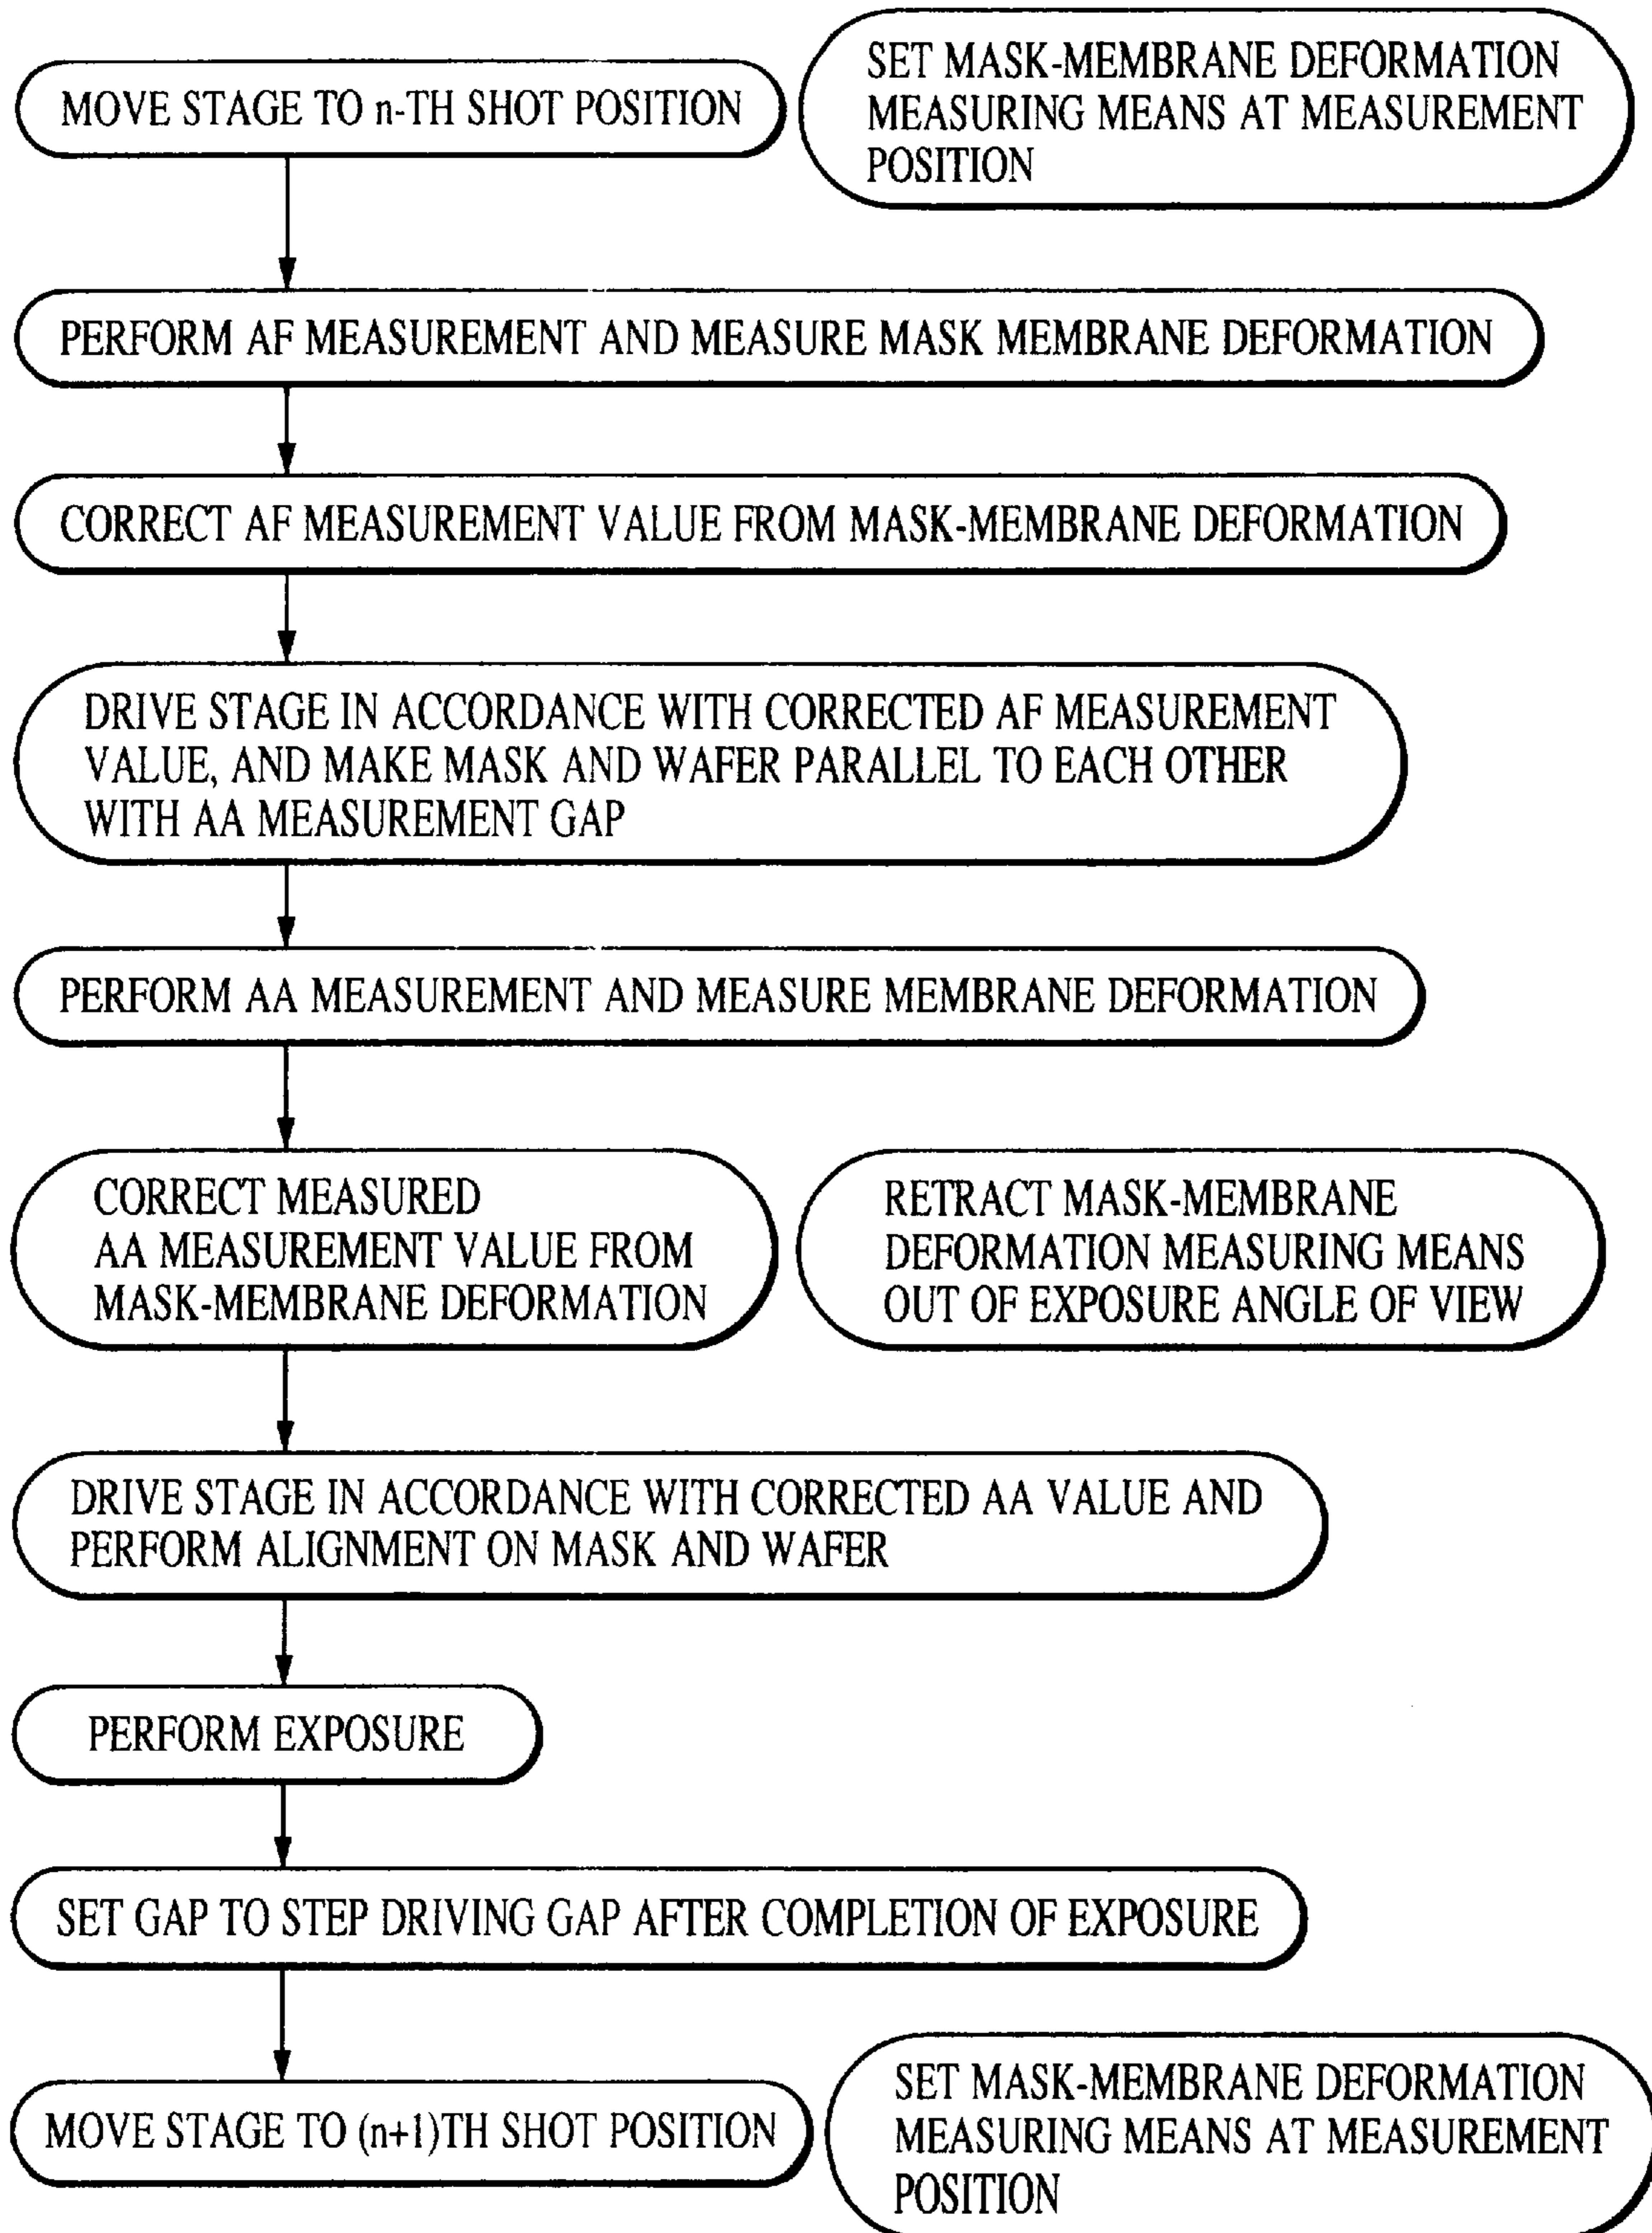 MOVE STAGE TO n-TH SHOT POSITION
SET MASK-MEMBRANE DEFORMATION
MEASURING MEANS AT MEASUREMENT
POSITION
PERFORM AF MEASUREMENT AND MEASURE MASK MEMBRANE DEFORMATION
CORRECT AF MEASUREMENT VALUE FROM MASK-MEMBRANE DEFORMATION
DRIVE STAGE IN ACCORDANCE WITH CORRECTED AF MEASUREMENT
VALUE, AND MAKE MASK AND WAFER PARALLEL TO EACH OTHER
WITH AA MEASUREMENT GAP
PERFORM AA MEASUREMENT AND MEASURE MEMBRANE DEFORMATION
CORRECT MEASURED
AA MEASUREMENT VALUE FROM
MASK-MEMBRANE DEFORMATION
RETRACT MASK-MEMBRANE
DEFORMATION MEASURING MEANS
OUT OF EXPOSURE ANGLE OF VIEW
DRIVE STAGE IN ACCORDANCE WITH CORRECTED AA VALUE AND
PERFORM ALIGNMENT ON MASK AND WAFER
PERFORM EXPOSURE
SET GAP TO STEP DRIVING GAP AFTER COMPLETION OF EXPOSURE
MOVE STAGE TO (n+1)TH SHOT POSITION
SET MASK-MEMBRANE DEFORMATION
MEASURING MEANS AT MEASUREMENT
POSITION